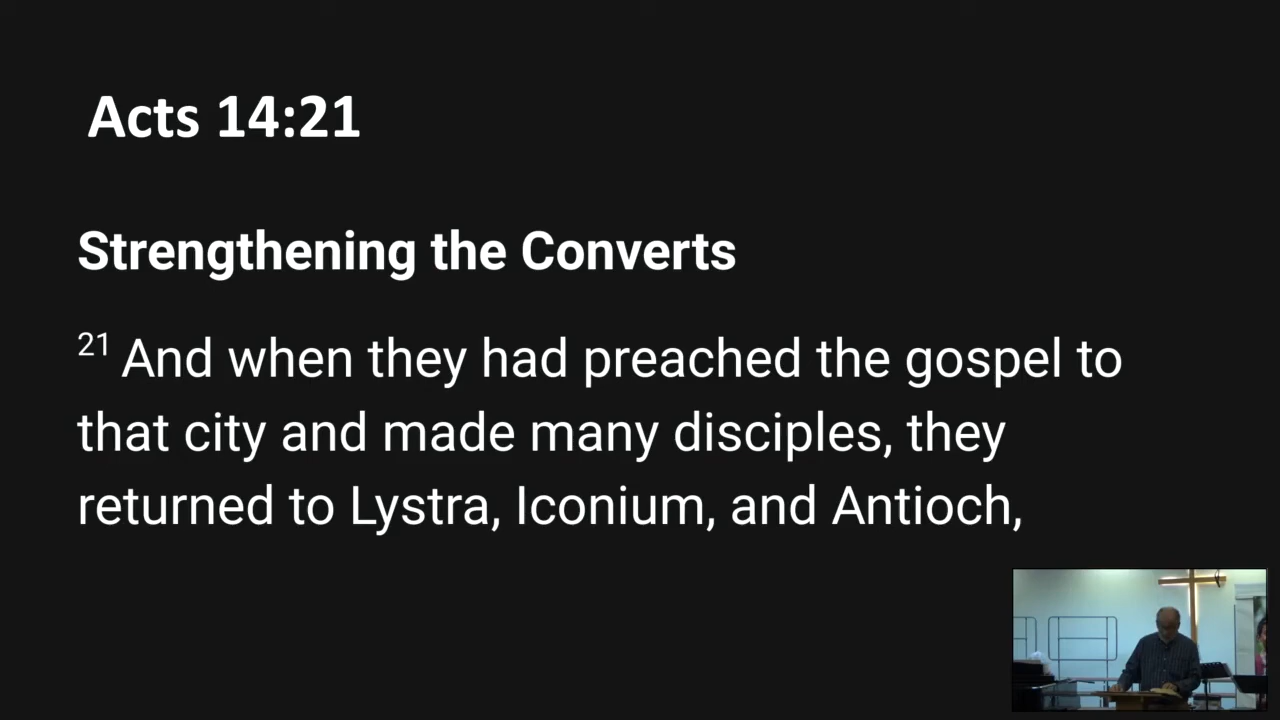 Acts 14:21
Strengthening the Converts
21 And when they had preached the gospel to
that city and made many disciples, they
returned to Lystra, Iconium, and Antioch,